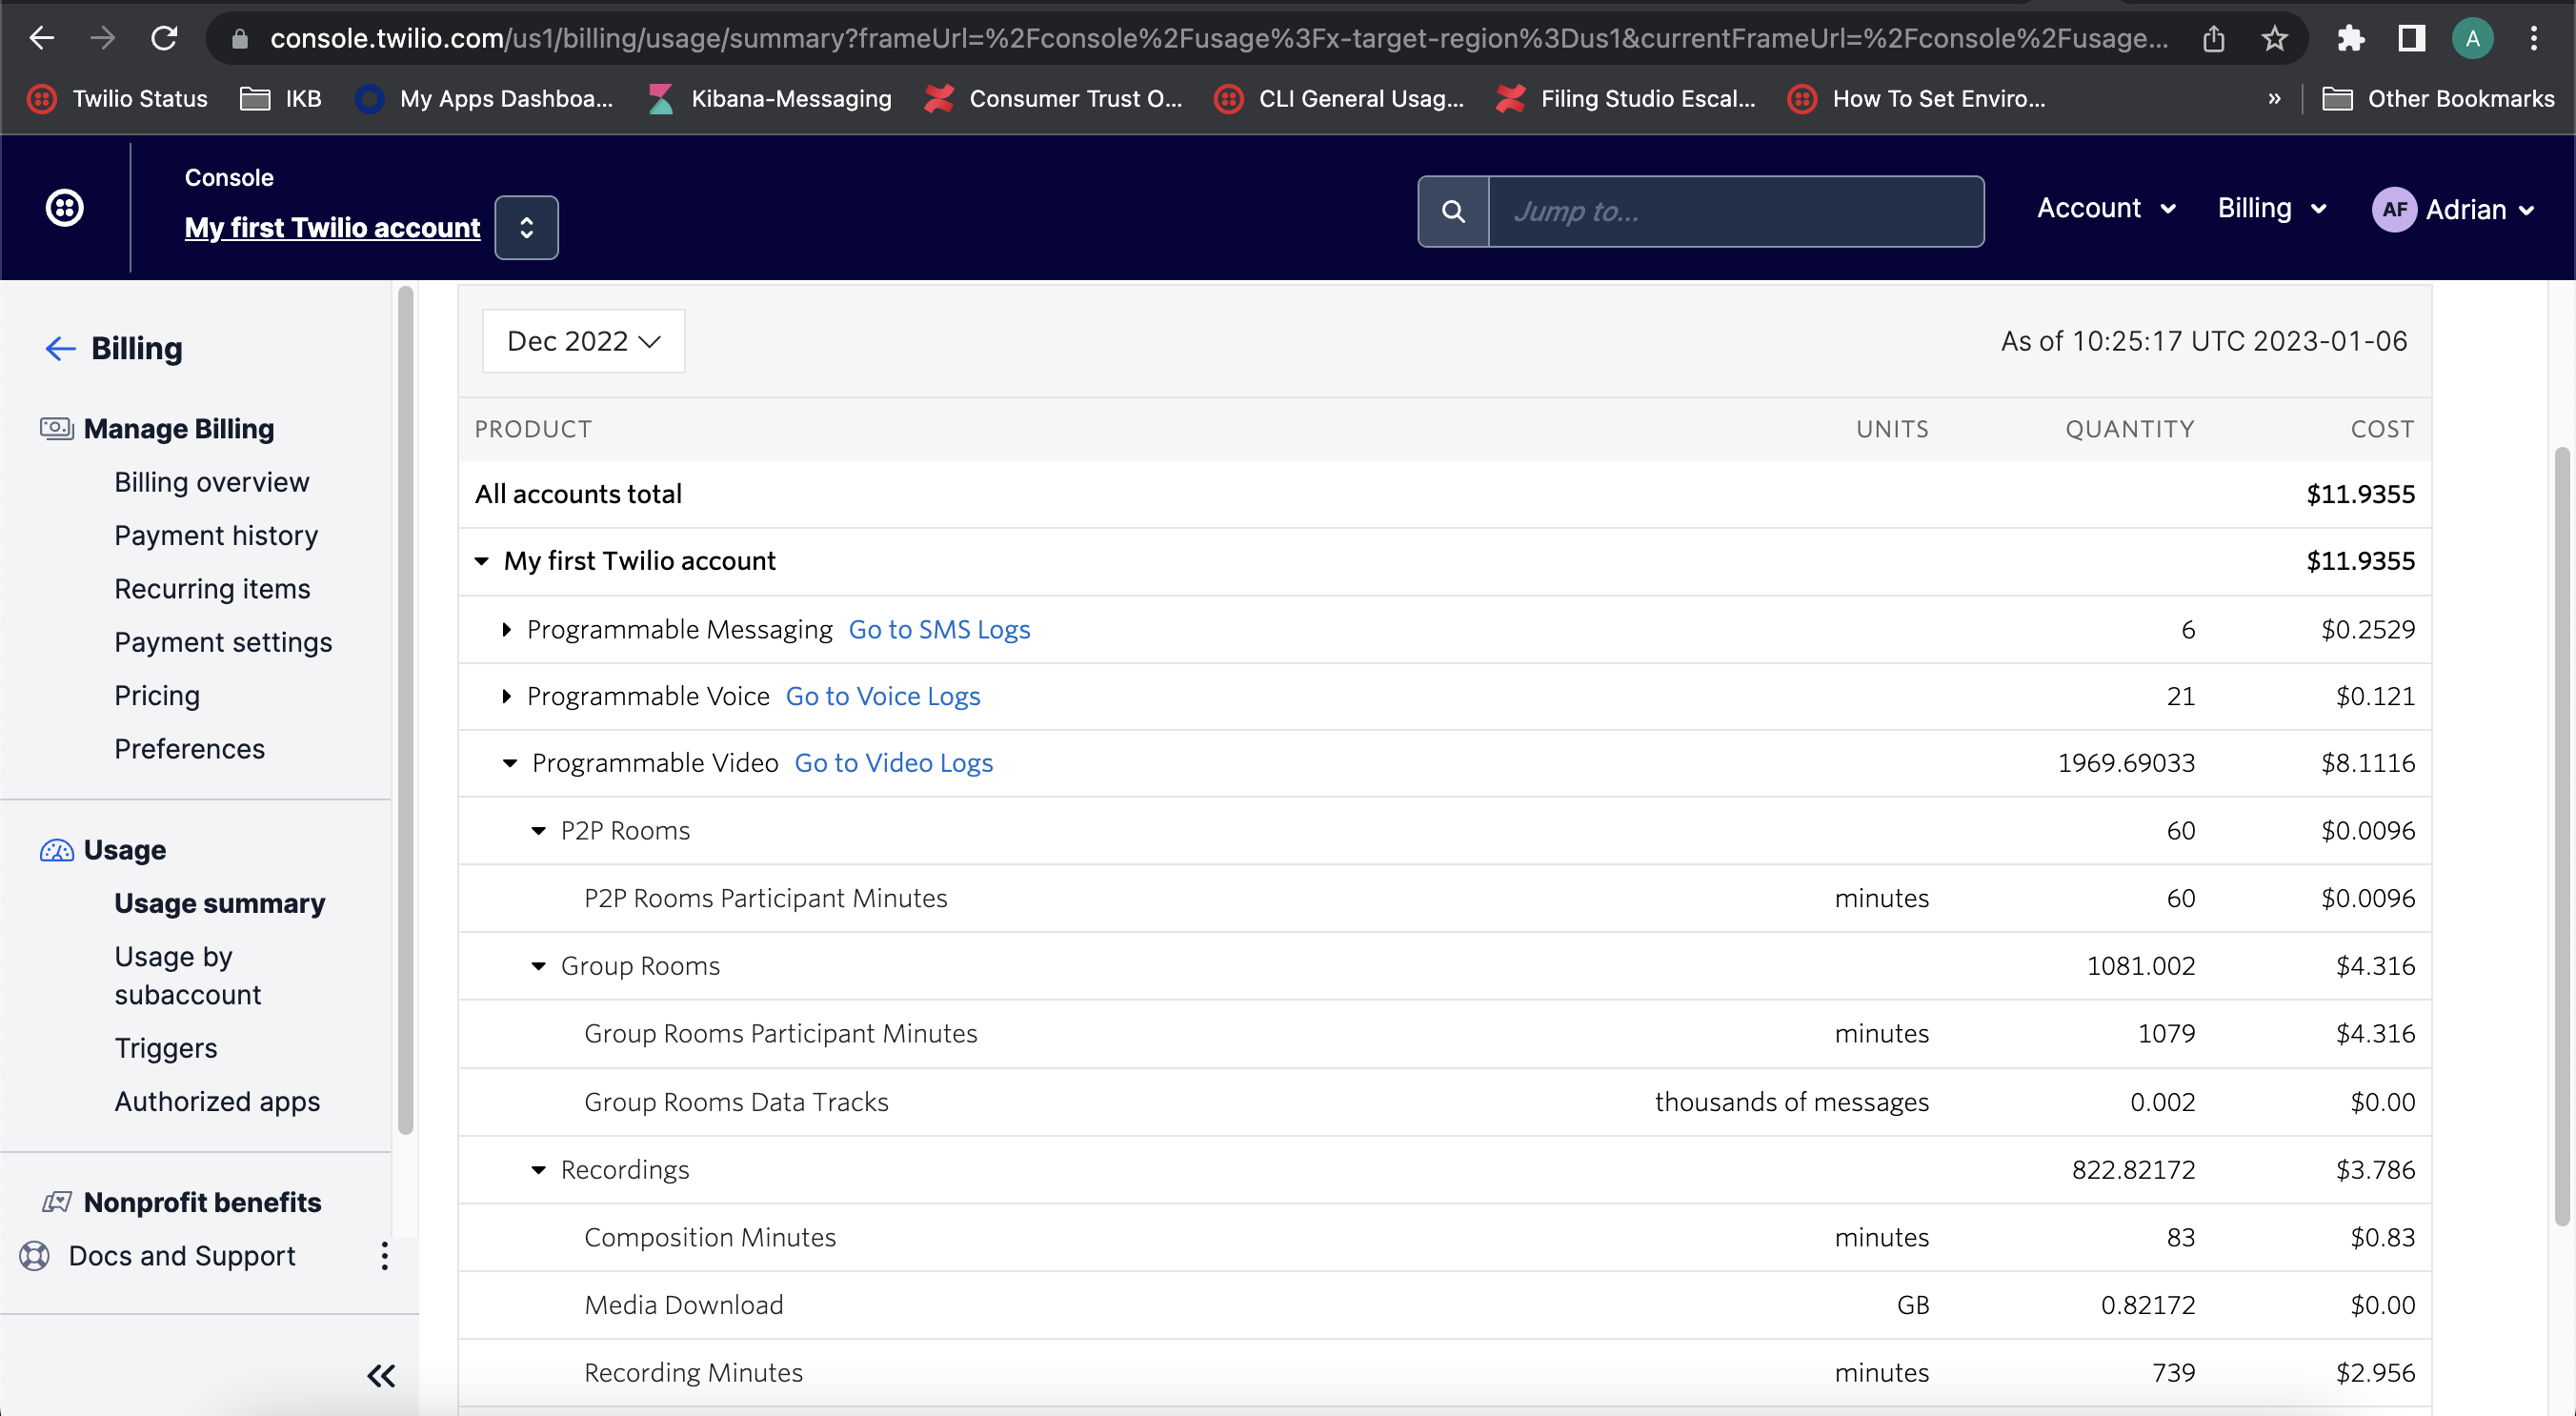 console.twilio.com/us1/billing/usage/summary?frameUrl=%2Fconsole%2Fusage%3Fx-target-region%3Dus1&currentFrameUrl=%2Fconsole%2Fusage...
A
Twilio Status IKB My Apps Dashboa... Kibana-Messaging Consumer Trust O... CLI General Usag... Filing Studio Escal... How To Set Enviro... » Other Bookmarks
Console
My first Twilio account
Jump to...
Account Billing AF Adrian
Billing
Manage Billing
Billing overview
Payment history
Recurring items
Payment settings
Pricing
Preferences
Usage
Usage summary
Usage by
subaccount
Triggers
Authorized apps
Nonprofit benefits
Docs and Support
Dec 2022 As of 10:25:17 UTC 2023-01-06
PRODUCT UNITS QUANTITY COST
All accounts total $11.9355
My first Twilio account $11.9355
Programmable Messaging Go to SMS Logs 6 $0.2529
Programmable Voice Go to Voice Logs 21 $0.121
Programmable Video Go to Video Logs 1969.69033 $8.1116
P2P Rooms 60 $0.0096
P2P Rooms Participant Minutes minutes 60 $0.0096
Group Rooms 1081.002 $4.316
Group Rooms Participant Minutes minutes 1079 $4.316
Group Rooms Data Tracks thousands of messages 0.002 $0.00
Recordings 822.82172 $3.786
Composition Minutes minutes 83 $0.83
Media Download GB 0.82172 $0.00
Recording Minutes minutes 739 $2.956